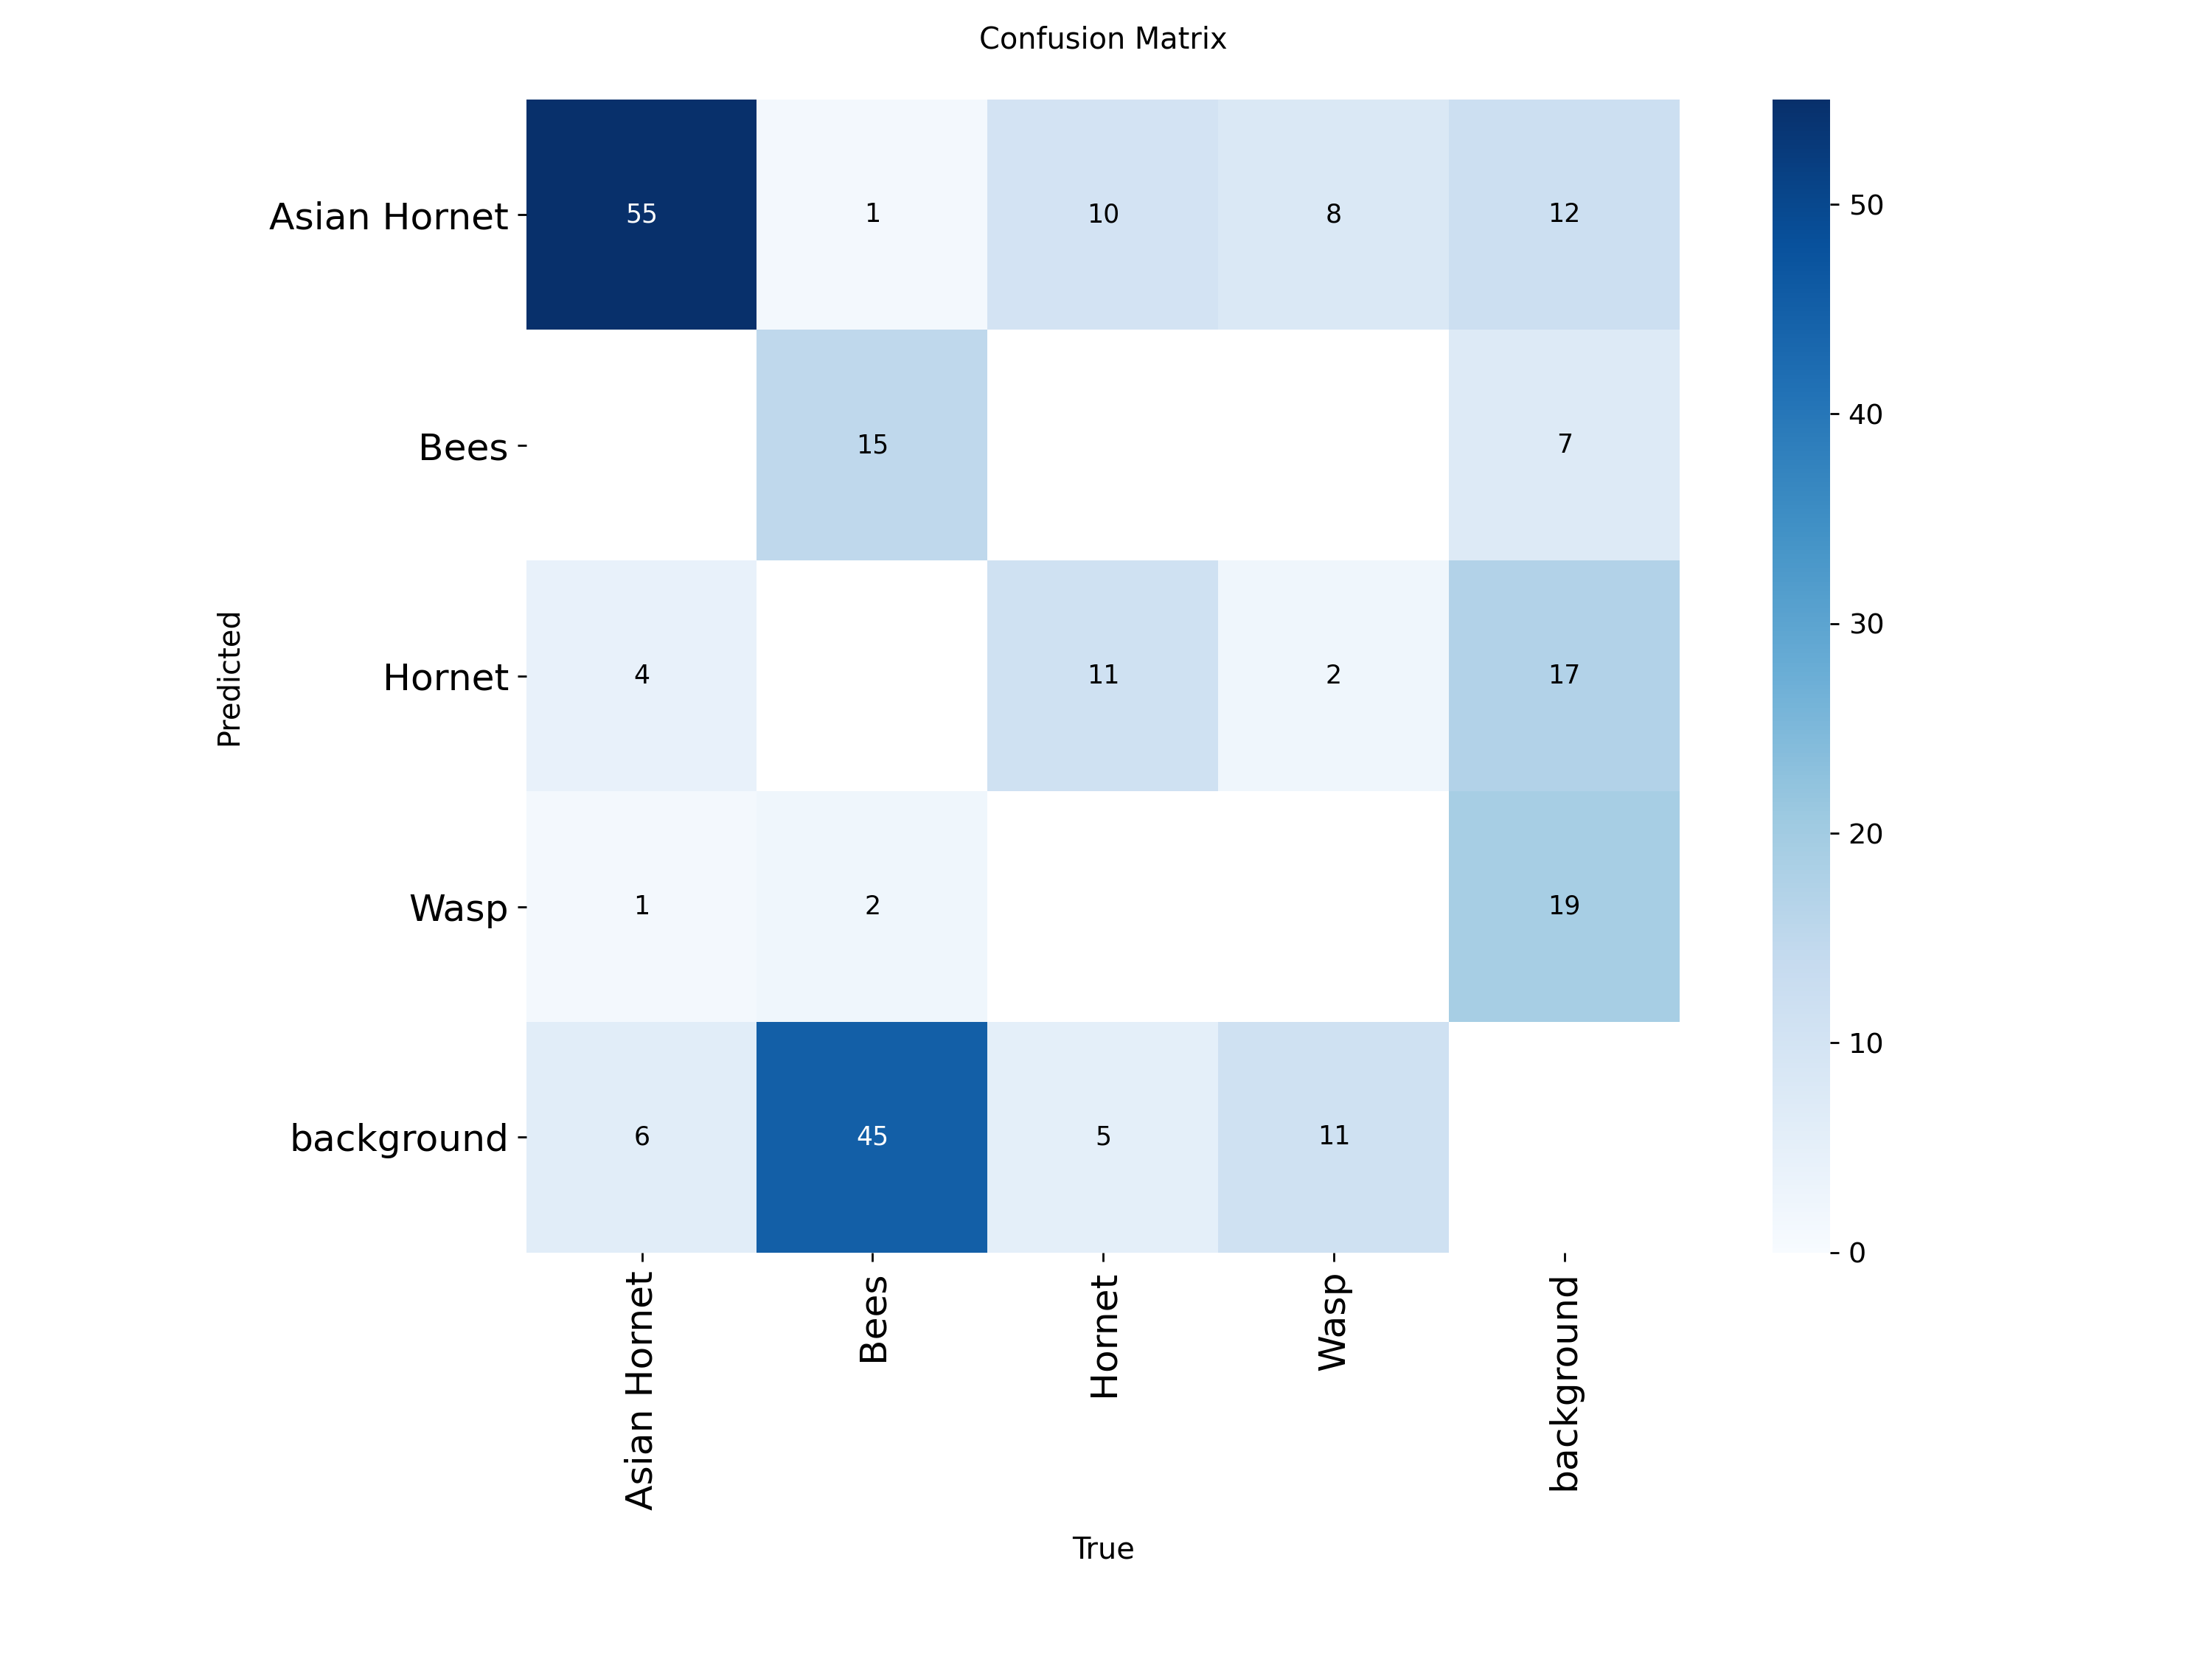 Confusion Matrix
Asian Hornet 55 1 10 8 12
Bees 15 7
Hornet 4 11 2 17
Wasp 1 2 19
background 6 45 5 11
Predicted
Asian Hornet Bees Hornet Wasp background
True
50
40
30
20
10
0